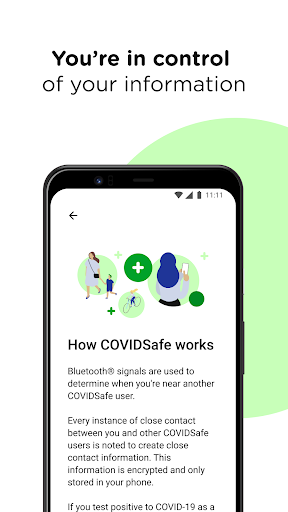 You're in control
of your information
11:11
How COVIDSafe works
Bluetooth® signals are used to
determine when you're near another
COVIDSafe user.
Every instance of close contact
between you and other COVIDSafe
users is noted to create close
contact information. This
information is encrypted and only
stored in your phone.
If you test positive to COVID-19 as a